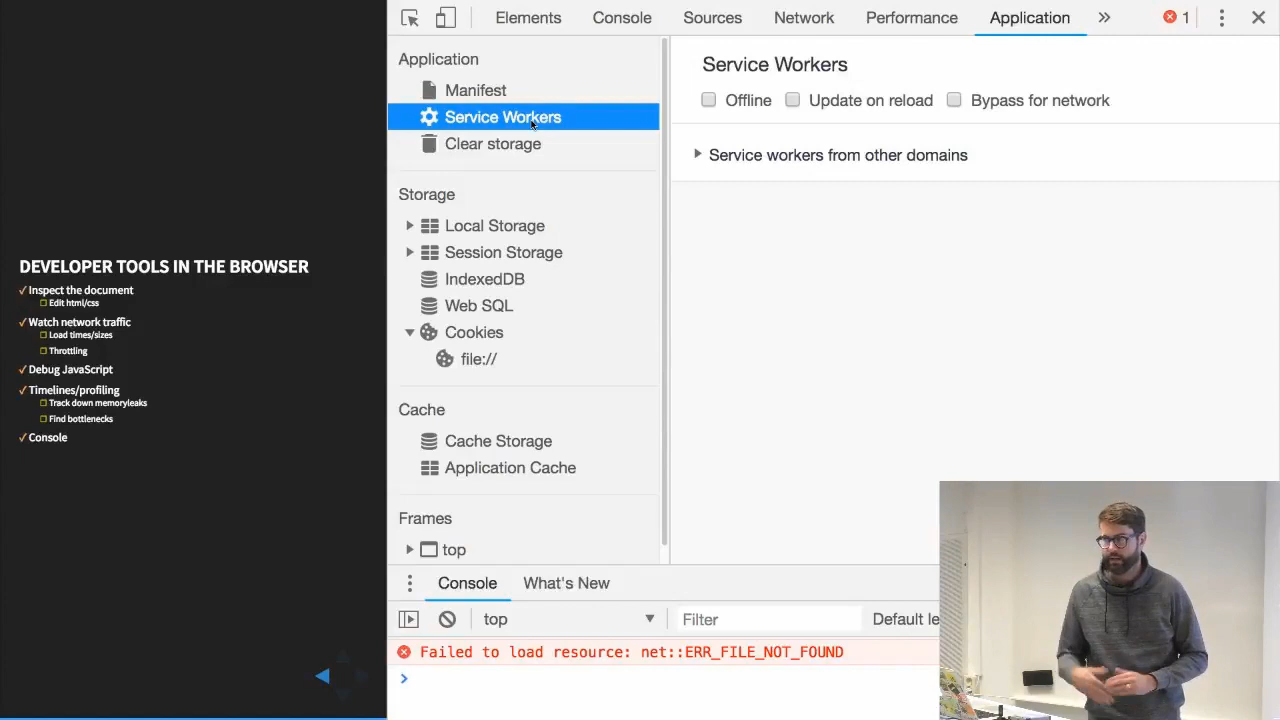 DEVELOPER TOOLS IN THE BROWSER
Inspect the document
Edit html/css
Watch network traffic
Load times/sizes
Throttling
Debug JavaScript
Timelines/profiling
Track down memoryleaks
Find bottlenecks
Console
Elements Console Sources Network Performance Application » 1
Application
Manifest
Service Workers
Clear storage
Storage
Local Storage
Session Storage
IndexedDB
Web SQL
Cookies
file://
Cache
Cache Storage
Application Cache
Frames
top
Service Workers
Offline Update on reload Bypass for network
Service workers from other domains
Console What's New
top Filter Default le
Failed to load resource: net::ERR_FILE_NOT_FOUND